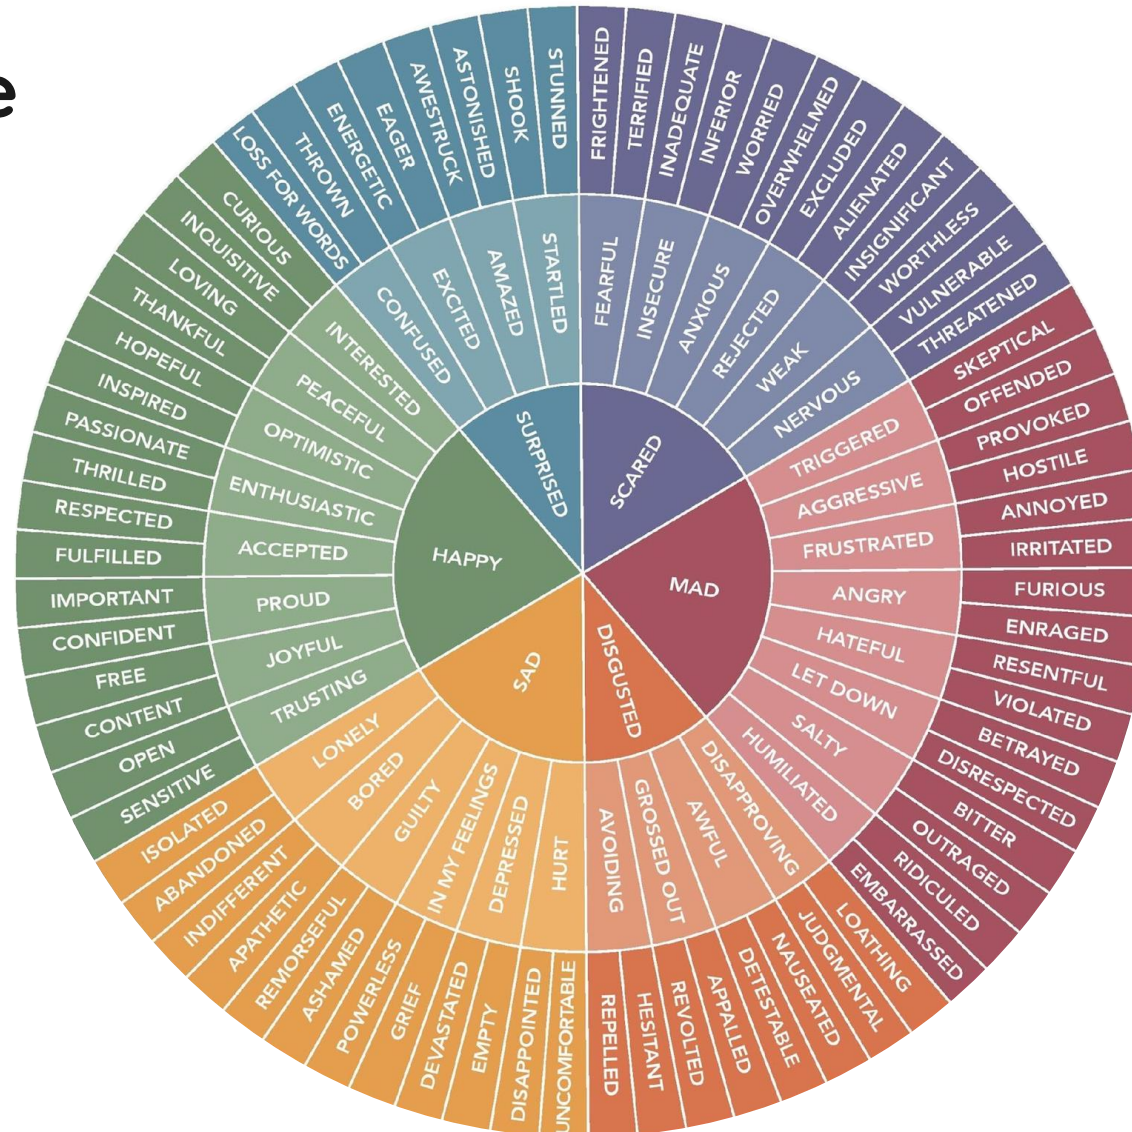 e
SURPRISED
SCARED
MAD
DISGUSTED
SAD
HAPPY
CONFUSED
EXCITED
AMAZED
STARTLED
FEARFUL
INSECURE
ANXIOUS
REJECTED
WEAK
NERVOUS
TRIGGERED
AGGRESSIVE
FRUSTRATED
ANGRY
HATEFUL
LET DOWN
SALTY
HUMILIATED
DISAPPROVING
AWFUL
GROSSED OUT
AVOIDING
HURT
DEPRESSED
IN MY FEELINGS
GUILTY
BORED
LONELY
TRUSTING
JOYFUL
PROUD
ACCEPTED
ENTHUSIASTIC
OPTIMISTIC
PEACEFUL
INTERESTED
LOSS FOR WORDS
THROWN
ENERGETIC
EAGER
AWESTRUCK
ASTONISHED
SHOOK
STUNNED
FRIGHTENED
TERRIFIED
INADEQUATE
INFERIOR
WORRIED
OVERWHELMED
EXCLUDED
ALIENATED
INSIGNIFICANT
WORTHLESS
VULNERABLE
THREATENED
SKEPTICAL
OFFENDED
PROVOKED
HOSTILE
ANNOYED
IRRITATED
FURIOUS
ENRAGED
RESENTFUL
VIOLATED
BETRAYED
DISRESPECTED
BITTER
OUTRAGED
RIDICULED
EMBARRASSED
LOATHING
JUDGMENTAL
NAUSEATED
DETESTABLE
APPALLED
REVOLTED
HESITANT
REPELLED
UNCOMFORTABLE
DISAPPOINTED
EMPTY
DEVASTATED
GRIEF
POWERLESS
ASHAMED
REMORSEFUL
APATHETIC
INDIFFERENT
ABANDONED
ISOLATED
SENSITIVE
OPEN
CONTENT
FREE
CONFIDENT
IMPORTANT
FULFILLED
RESPECTED
THRILLED
PASSIONATE
INSPIRED
HOPEFUL
THANKFUL
LOVING
INQUISITIVE
CURIOUS